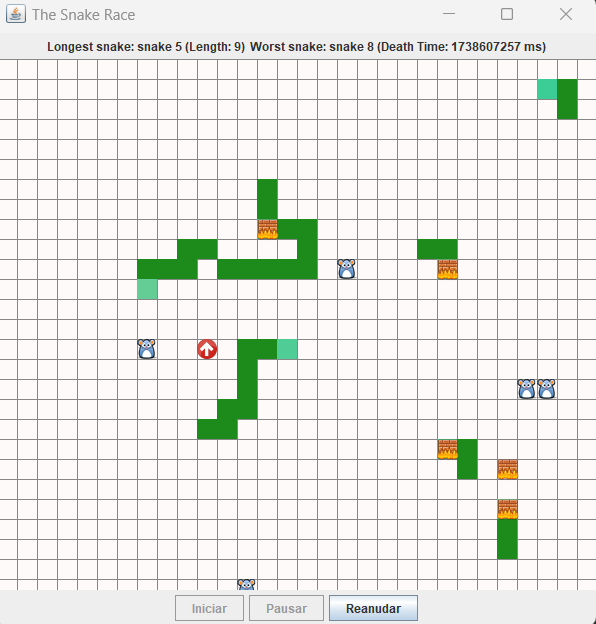 The Snake Race
Longest snake: snake 5 (Length: 9) Worst snake: snake 8 (Death Time: 1738607257 ms)
Iniciar Pausar Reanudar